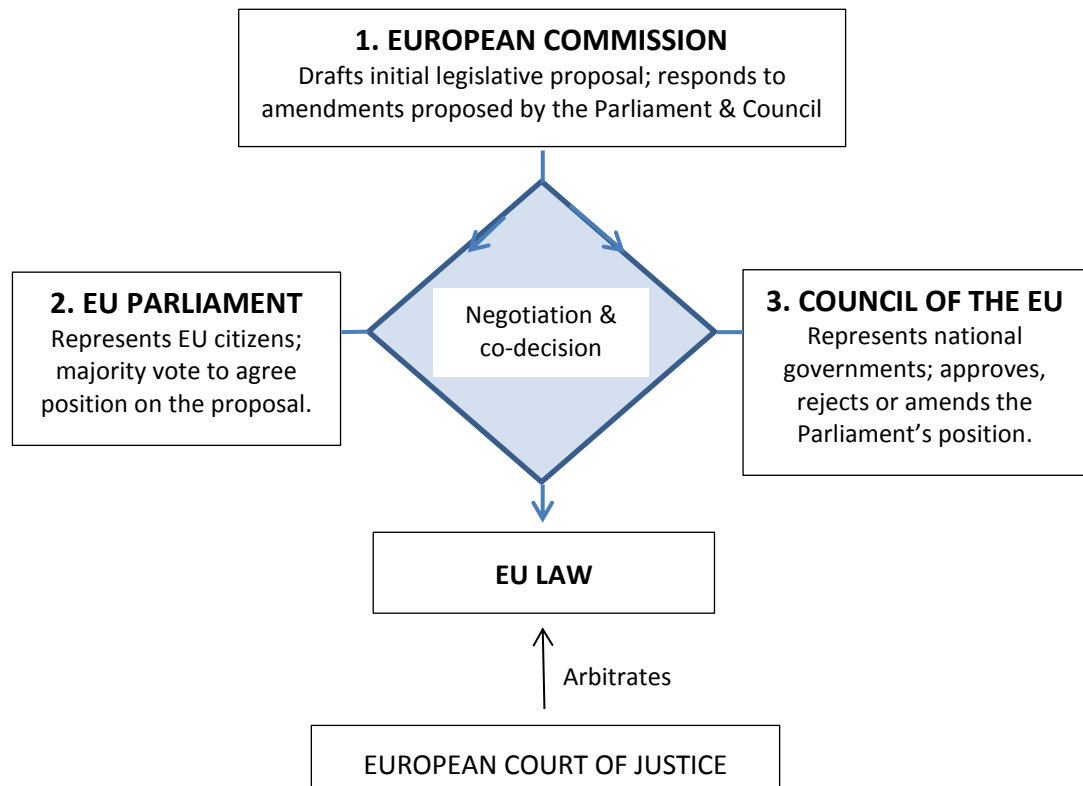 1. EUROPEAN COMMISSION
Drafts initial legislative proposal; responds to
amendments proposed by the Parliament & Council
2. EU PARLIAMENT
Represents EU citizens;
majority vote to agree
position on the proposal.
Negotiation &
co-decision
3. COUNCIL OF THE EU
Represents national
governments; approves,
rejects or amends the
Parliament’s position.
EU LAW
Arbitrates
EUROPEAN COURT OF JUSTICE